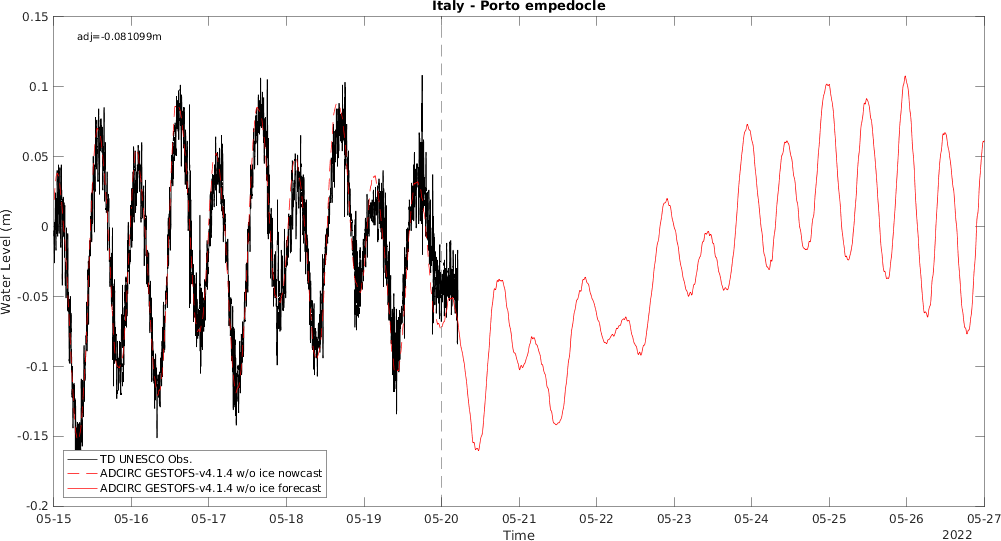 Italy - Porto empedocle
adj=-0.081099m
0.15
0.1
0.05
0
-0.05
-0.1
-0.15
-0.2
Water Level (m)
TD UNESCO Obs.
ADCIRC GESTOFS-v4.1.4 w/o ice nowcast
ADCIRC GESTOFS-v4.1.4 w/o ice forecast
05-15 05-16 05-17 05-18 05-19 05-20 05-21 05-22 05-23 05-24 05-25 05-26 05-27
Time
2022